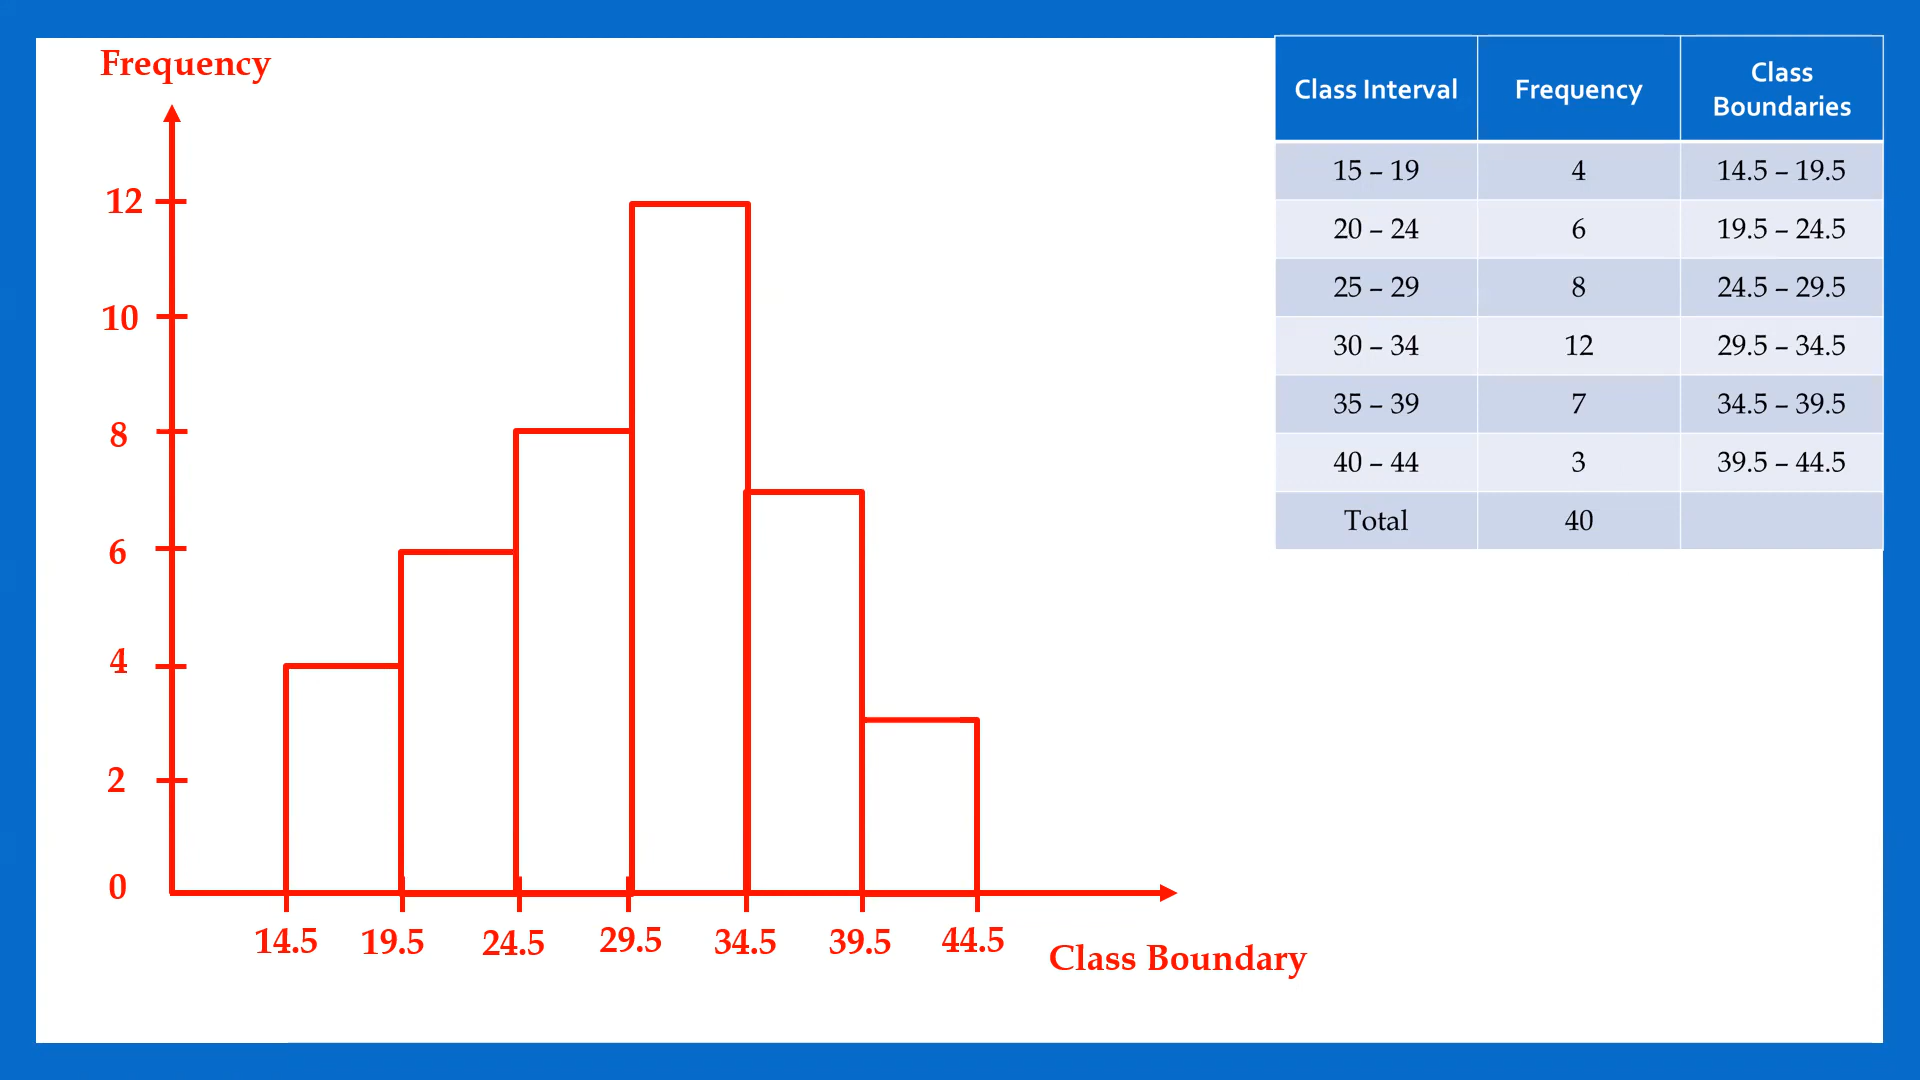 Frequency
12
10
8
6
4
2
0
14.5 19.5 24.5 29.5 34.5 39.5 44.5
Class Boundary
Class Interval Frequency Class Boundaries
15 – 19 4 14.5 – 19.5
20 – 24 6 19.5 – 24.5
25 – 29 8 24.5 – 29.5
30 – 34 12 29.5 – 34.5
35 – 39 7 34.5 – 39.5
40 – 44 3 39.5 – 44.5
Total 40